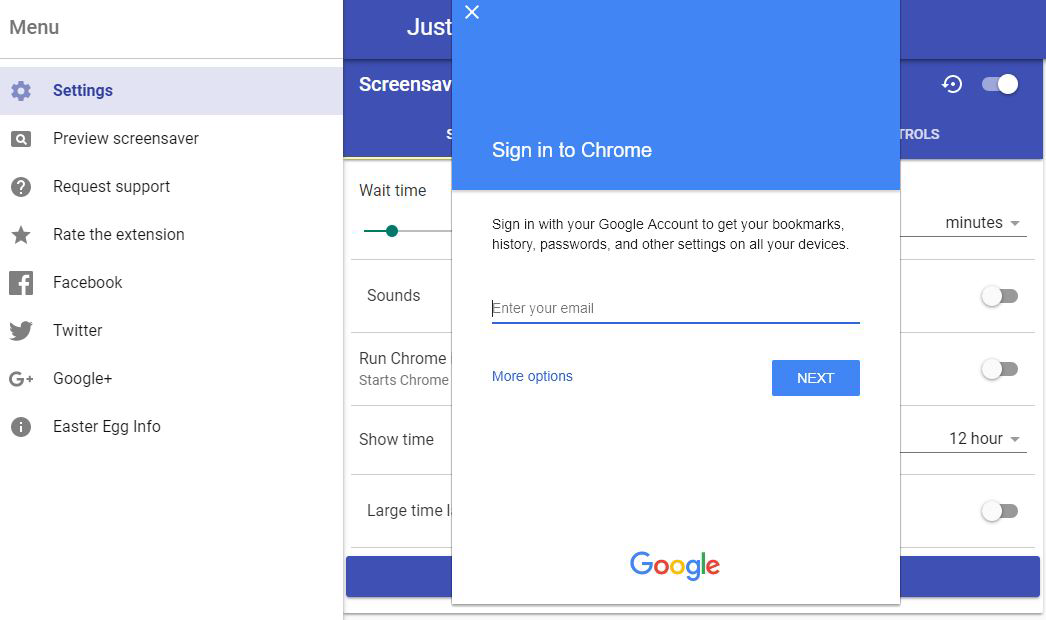 Menu
Settings
Preview screensaver
Request support
Rate the extension
Facebook
Twitter
Google+
Easter Egg Info
Just
Screensav
TROLS
Wait time
minutes
Sounds
Run Chrome
Starts Chrome
Show time
12 hour
Large time
Sign in to Chrome
Sign in with your Google Account to get your bookmarks,
history, passwords, and other settings on all your devices.
Enter your email
More options
NEXT
Google